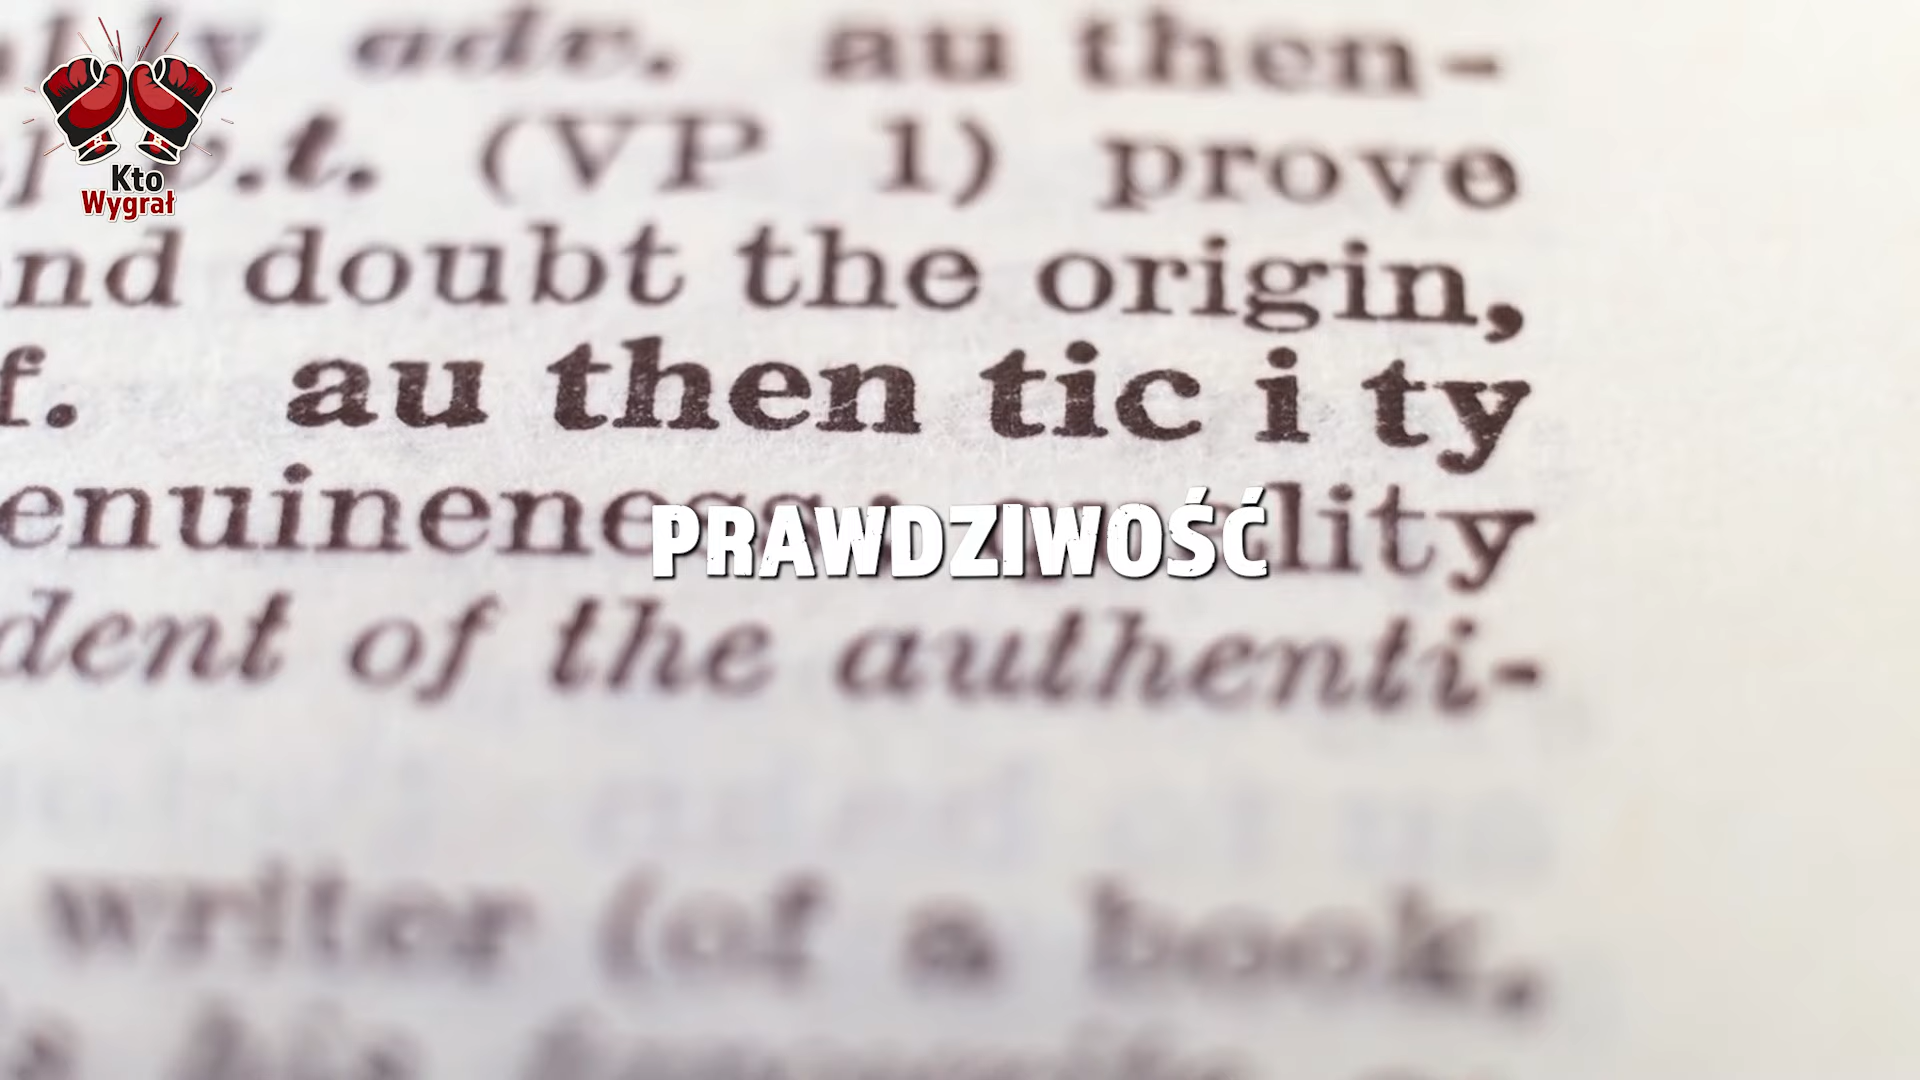 Kto
Wygrał
adv. au then-
v.t. (VP 1) prove
doubt the origin,
f. au then tic i ty
PRAWDZIWOŚĆ
dent of the authenti-
writer (of a book,